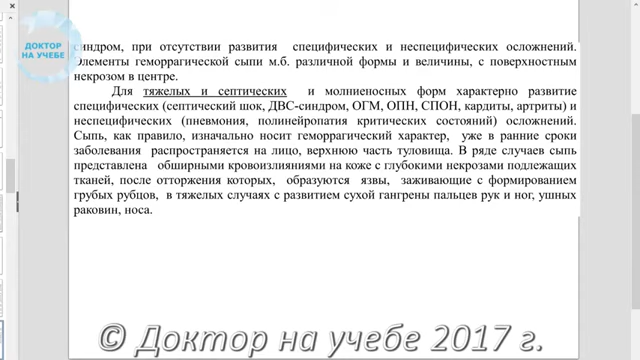 ДОКТОР
НА УЧЕБЕ
синдром, при отсутствии развития специфических и неспецифических осложнений.
Элементы геморрагической сыпи м.б. различной формы и величины, с поверхностным
некрозом в центре.
Для тяжелых и септических и молниеносных форм характерно развитие
специфических (септический шок, ДВС-синдром, ОГМ, ОПН, СПОН, кардиты, артриты) и
неспецифических (пневмония, полинейропатия критических состояний) осложнений.
Сыпь, как правило, изначально носит геморрагический характер, уже в ранние сроки
заболевания распространяется на лицо, верхнюю часть туловища. В ряде случаев сыпь
представлена обширными кровоизлияниями на коже с глубокими некрозами подлежащих
тканей, после отторжения которых, образуются язвы, заживающие с формированием
грубых рубцов, в тяжелых случаях с развитием сухой гангрены пальцев рук и ног, ушных
раковин, носа.
© Доктор на учебе 2017 г.